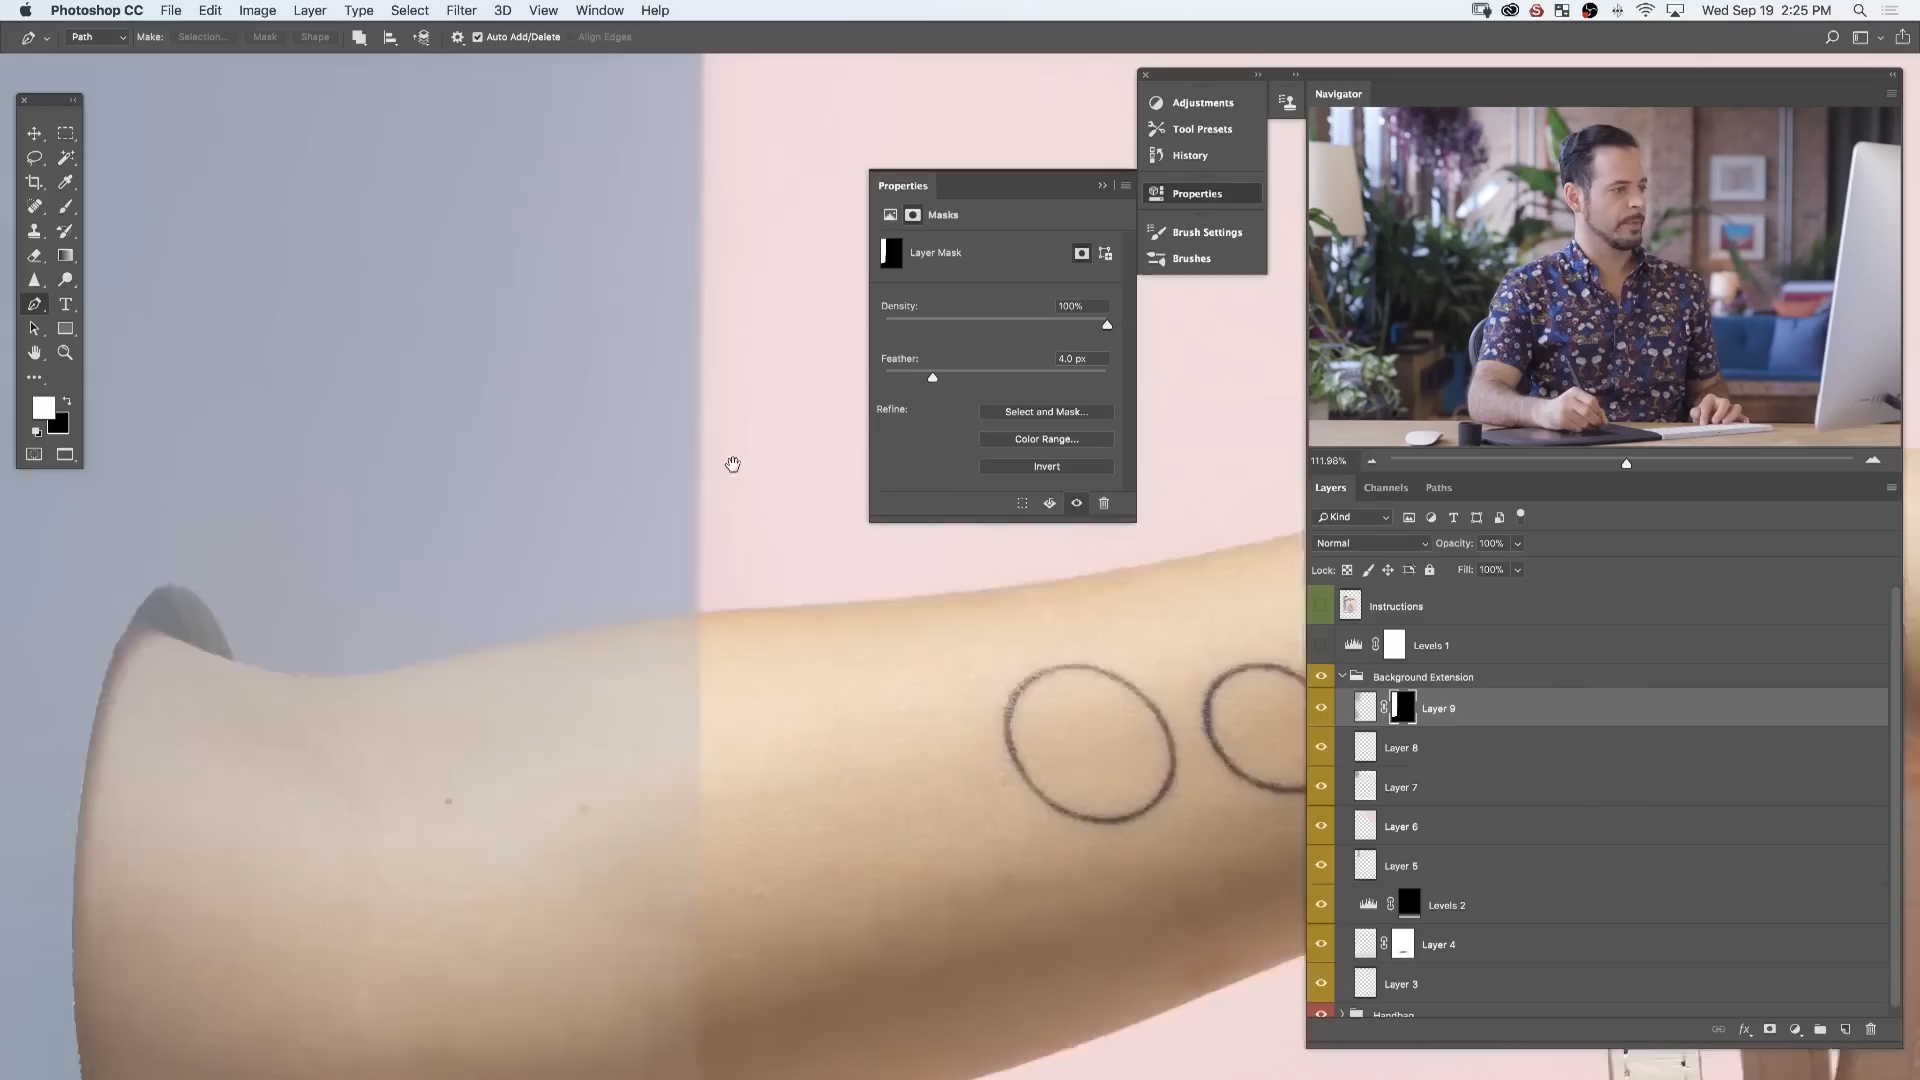 Photoshop CC File Edit Image Layer Type Select Filter 3D View Window Help
Wed Sep 19 2:25 PM
Path Make: Selection... Mask Shape Auto Add/Delete Align Edges
Adjustments
Tool Presets
History
Properties
Brush Settings
Brushes
Properties
Masks
Layer Mask
Density: 100%
Feather: 4.0 px
Refine:
Select and Mask...
Color Range...
Invert
Navigator
111.98%
Layers Channels Paths
Kind
Normal Opacity: 100%
Lock: Fill: 100%
Instructions
Levels 1
Background Extension
Layer 9
Layer 8
Layer 7
Layer 6
Layer 5
Levels 2
Layer 4
Layer 3
Handbag